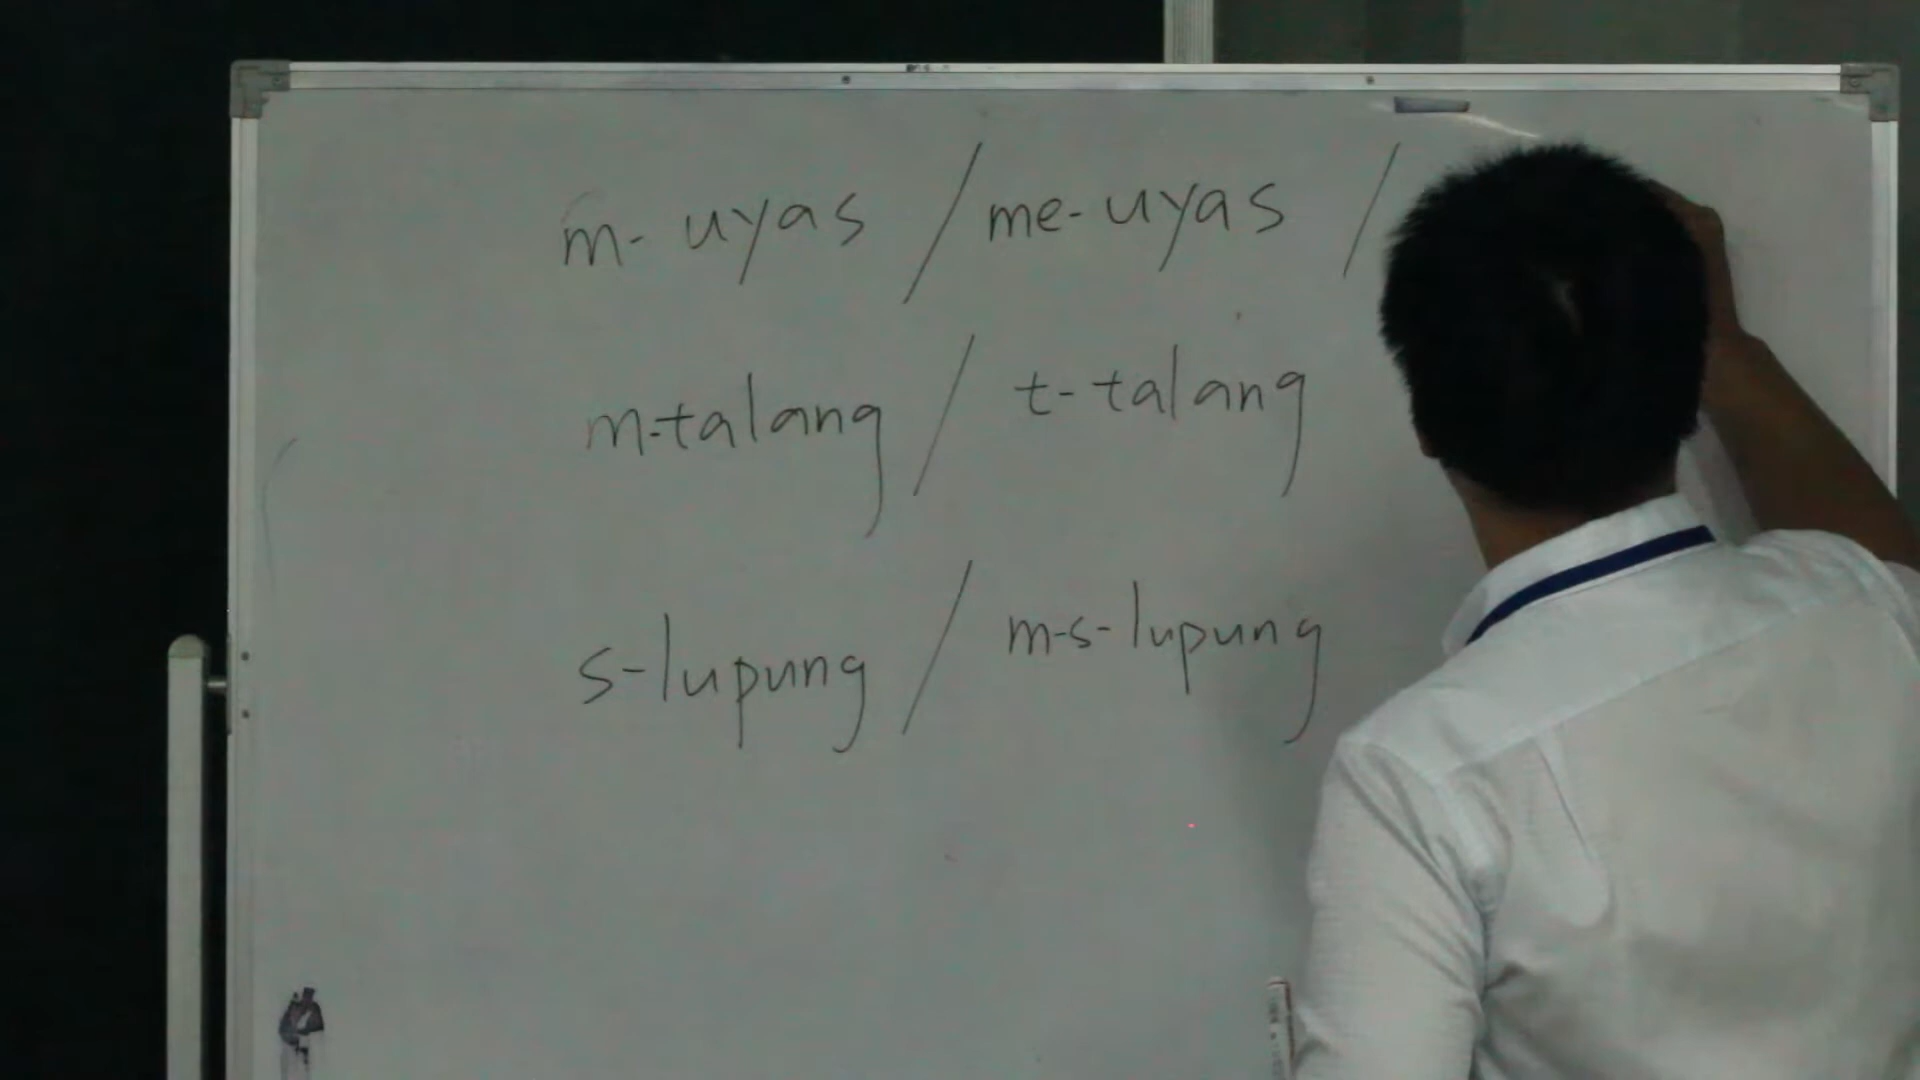 m- uyas / me-uyas /
m-talang / t-talang
s-lupung / m-s-lupung